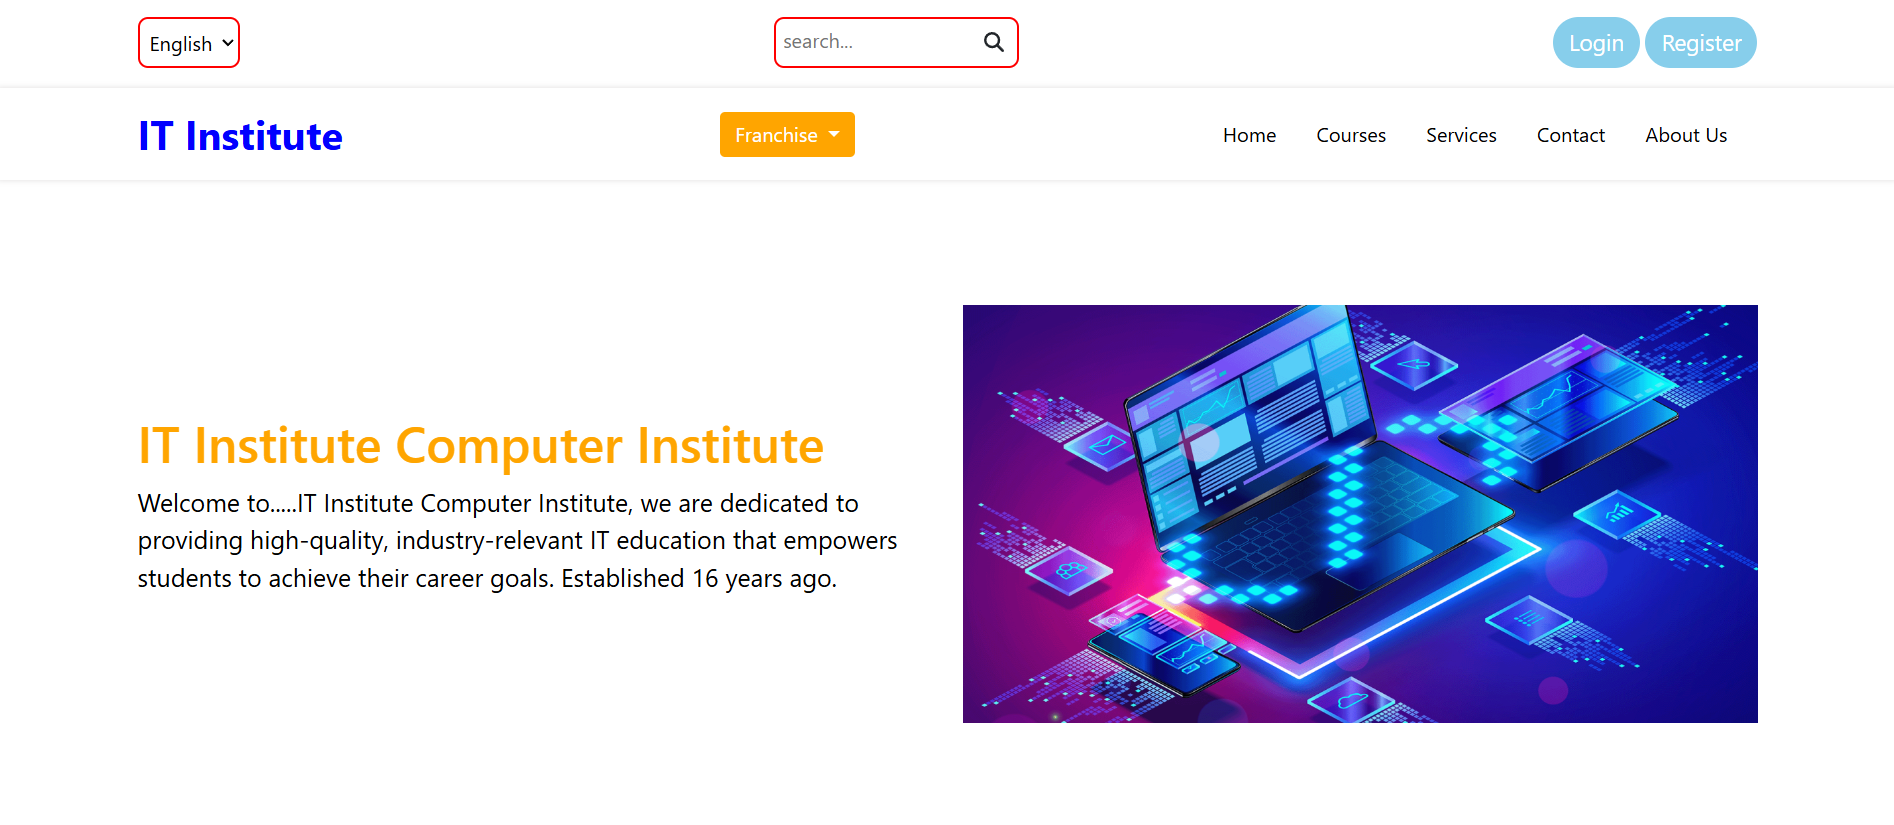 English
search...
Login
Register
IT Institute
Franchise
Home
Courses
Services
Contact
About Us
IT Institute Computer Institute
Welcome to.....IT Institute Computer Institute, we are dedicated to
providing high-quality, industry-relevant IT education that empowers
students to achieve their career goals. Established 16 years ago.